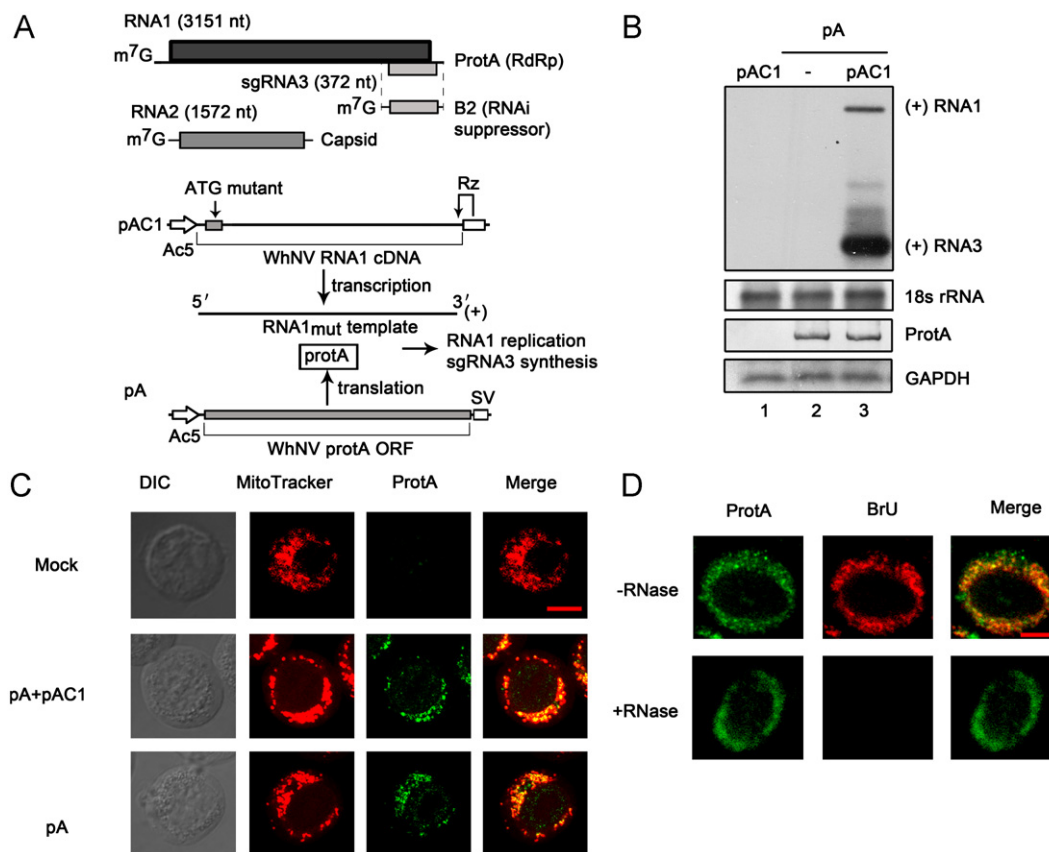 A
RNA1 (3151 nt)
m7G
ProtA (RdRp)
sgRNA3 (372 nt)
m7G
B2 (RNAi
suppressor)
RNA2 (1572 nt)
m7G
Capsid
ATG mutant
Rz
pAC1
Ac5
WhNV RNA1 cDNA
transcription
5′
3′(+)
RNA1mut template
protA
RNA1 replication
sgRNA3 synthesis
translation
pA
SV
Ac5
WhNV protA ORF
B
pA
pAC1 - pAC1
(+) RNA1
(+) RNA3
18s rRNA
ProtA
GAPDH
1 2 3
C
DIC MitoTracker ProtA Merge
Mock
pA+pAC1
pA
D
ProtA BrU Merge
-RNase
+RNase